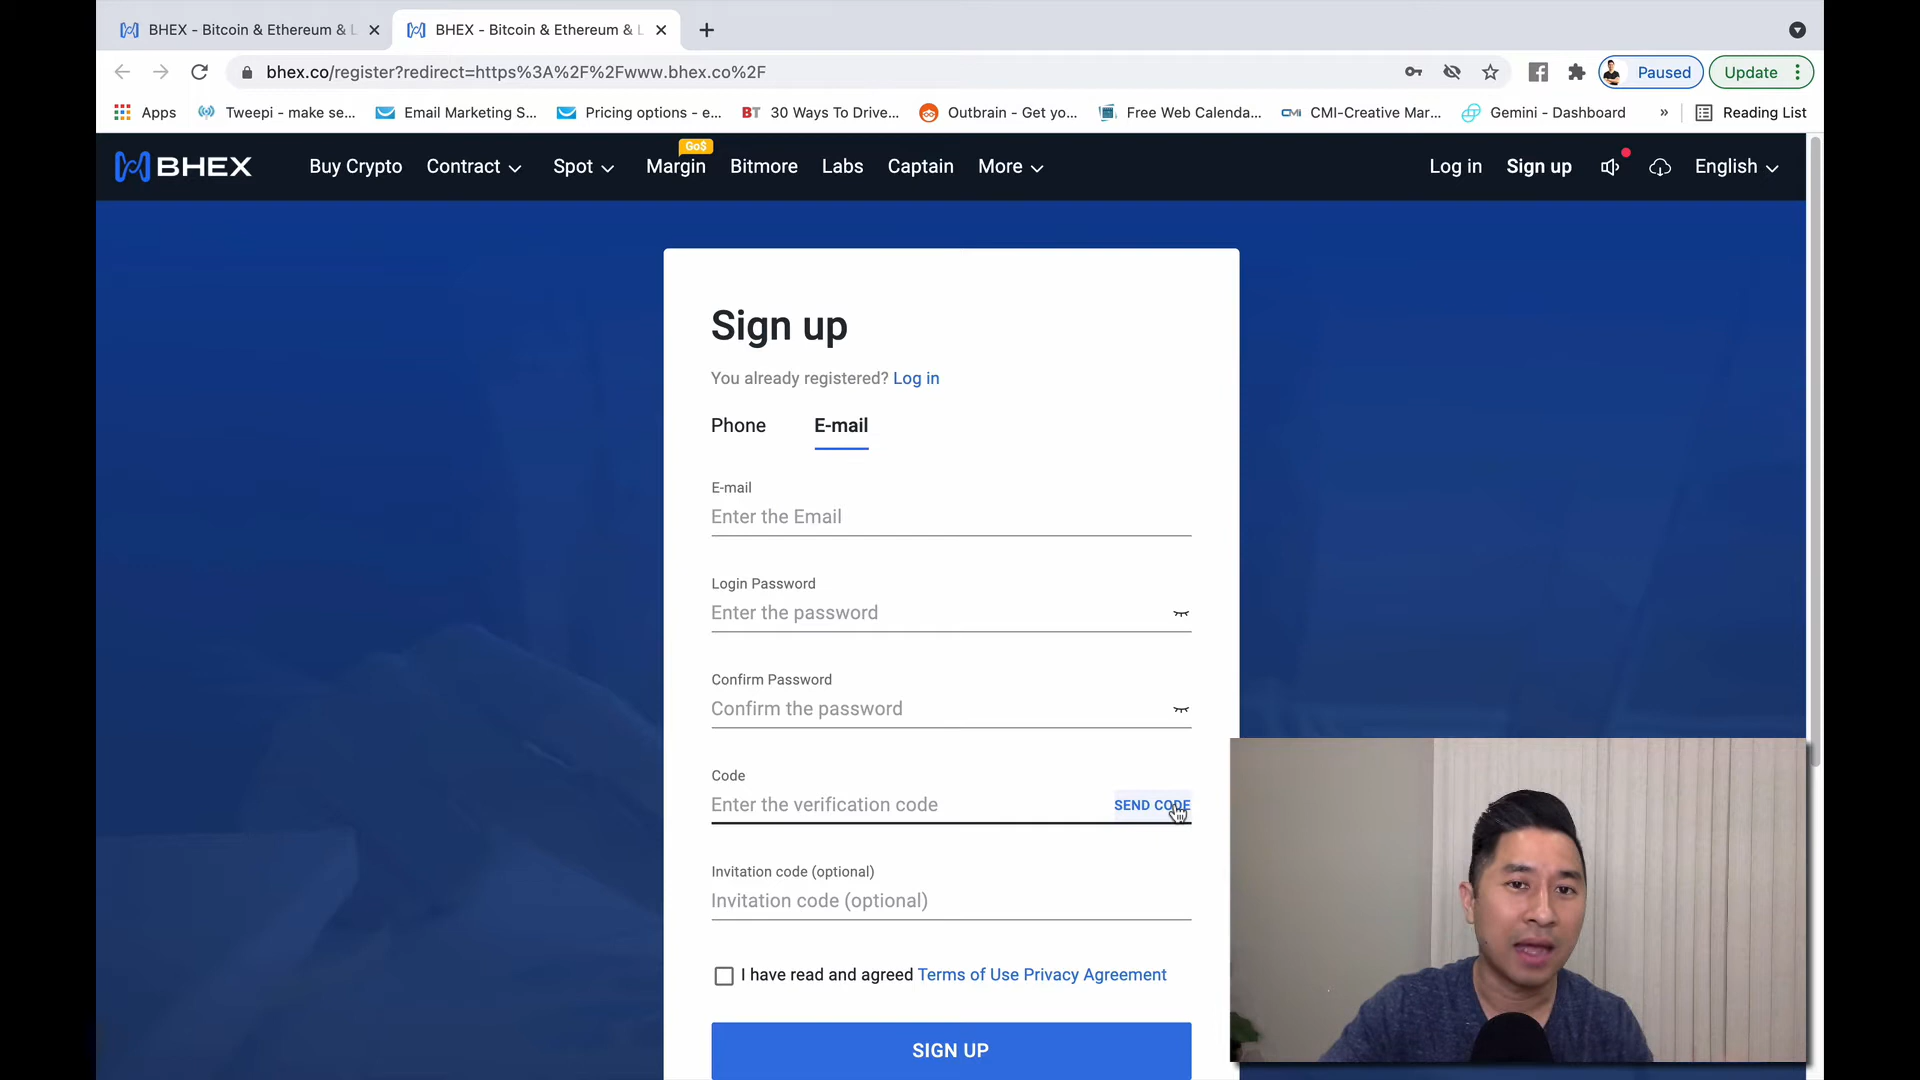 BHEX - Bitcoin & Ethereum & L
BHEX - Bitcoin & Ethereum & L
bhex.co/register?redirect=https%3A%2F%2Fwww.bhex.co%2F
Paused
Update
Apps
Tweepi - make se...
Email Marketing S...
Pricing options - e...
BT 30 Ways To Drive...
Outbrain - Get yo...
Free Web Calenda...
CMI CMI-Creative Mar...
Gemini - Dashboard
»
Reading List
BHEX
Buy Crypto
Contract
Spot
Go$
Margin
Bitmore
Labs
Captain
More
Log in
Sign up
English
Sign up
You already registered? Log in
Phone
E-mail
E-mail
Enter the Email
Login Password
Enter the password
Confirm Password
Confirm the password
Code
Enter the verification code
SEND CODE
Invitation code (optional)
Invitation code (optional)
I have read and agreed Terms of Use Privacy Agreement
SIGN UP